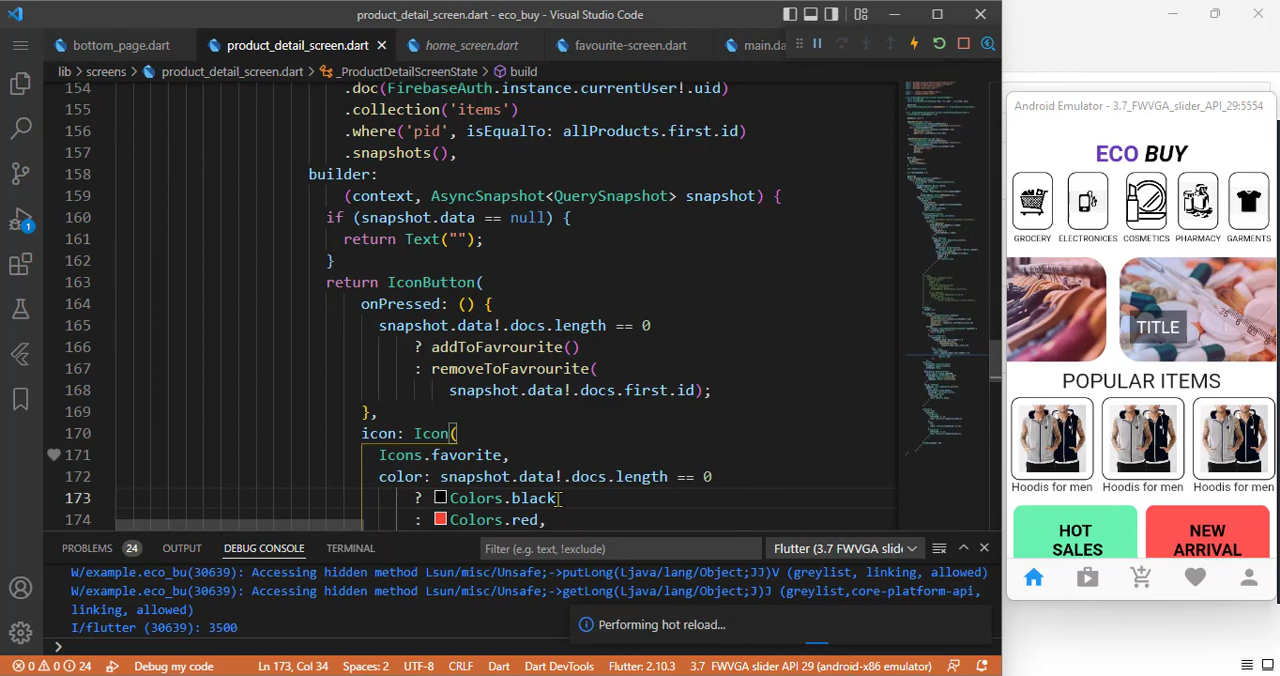 product_detail_screen.dart - eco_buy - Visual Studio Code
bottom_page.dart
product_detail_screen.dart
home_screen.dart
favourite-screen.dart
main.da
lib > screens > product_detail_screen.dart > _ProductDetailScreenState > build
154 .doc(FirebaseAuth.instance.currentUser!.uid)
155 .collection('items')
156 .where('pid', isEqualTo: allProducts.first.id)
157 .snapshots(),
158 builder:
159 (context, AsyncSnapshot<QuerySnapshot> snapshot) {
160 if (snapshot.data == null) {
161 return Text("");
162 }
163 return IconButton(
164 onPressed: () {
165 snapshot.data!.docs.length == 0
166 ? addToFavrourite()
167 : removeToFavrourite(
168 snapshot.data!.docs.first.id);
169 },
170 icon: Icon(
171 Icons.favorite,
172 color: snapshot.data!.docs.length == 0
173 ? Colors.black
174 : Colors.red,
PROBLEMS 24 OUTPUT DEBUG CONSOLE TERMINAL Filter (e.g. text, !exclude) Flutter (3.7 FWVGA slide
W/example.eco_bu(30639): Accessing hidden method Lsun/misc/Unsafe;->putLong(Ljava/lang/Object;JJ)V (greylist, linking, allowed)
W/example.eco_bu(30639): Accessing hidden method Lsun/misc/Unsafe;->getLong(Ljava/lang/Object;J)J (greylist,core-platform-api,
linking, allowed)
I/flutter (30639): 3500
Performing hot reload...
0 0 24 Debug my code Ln 173, Col 34 Spaces: 2 UTF-8 CRLF Dart Dart DevTools Flutter: 2.10.3 3.7 FWVGA slider API 29 (android-x86 emulator)
1
Android Emulator - 3.7_FWVGA_slider_API_29:5554
ECO BUY
GROCERY ELECTRONICES COSMETICS PHARMACY GARMENTS
TITLE
POPULAR ITEMS
Hoodis for men Hoodis for men Hoodis for men
HOT
SALES
NEW
ARRIVAL